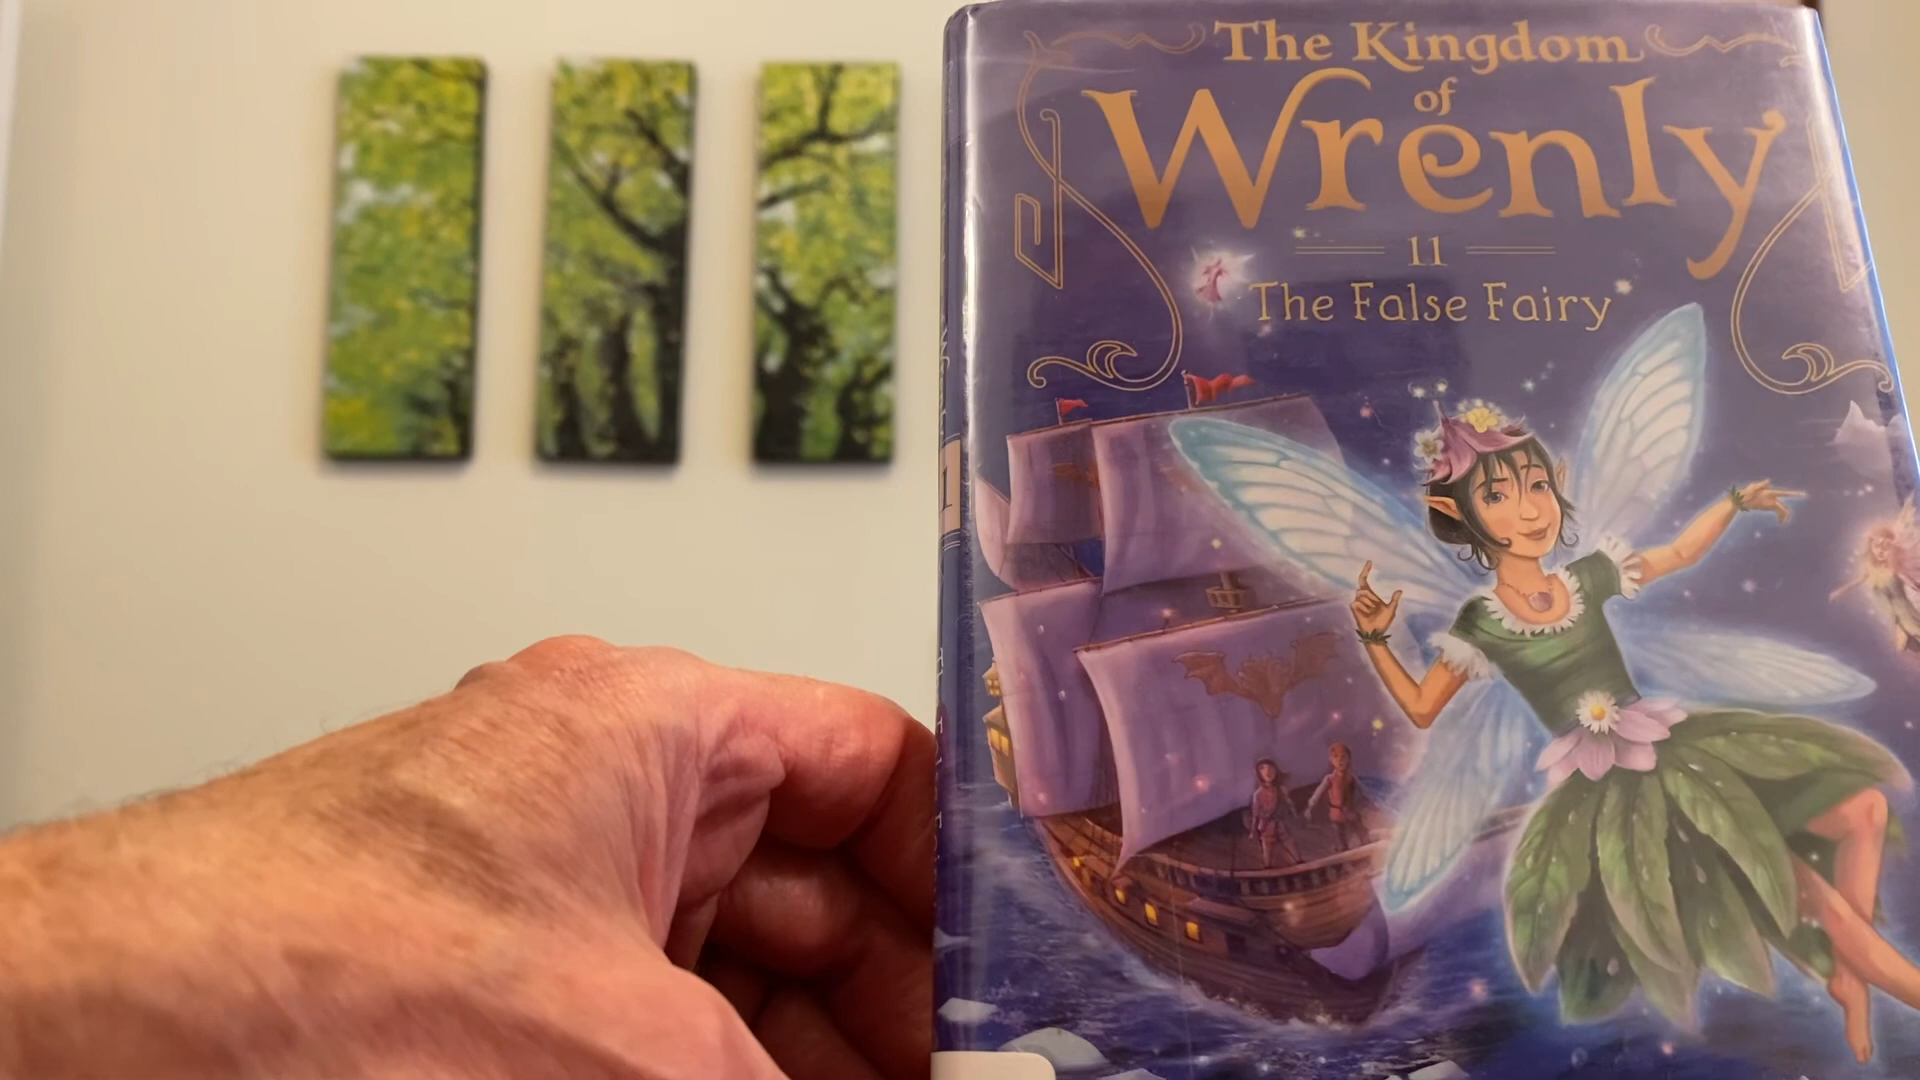 The Kingdom
of
Wrenly
11
The False Fairy